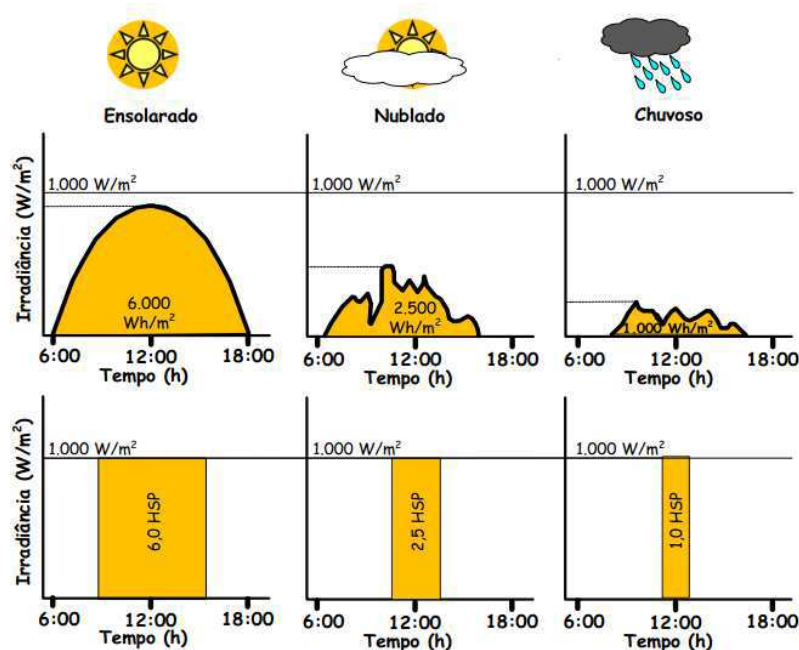 Ensolarado
Nublado
Chuvoso
Irradiância (W/m²)
1.000 W/m²
1.000 W/m²
1.000 W/m²
6.000
Wh/m²
2.500
Wh/m²
1.000 Wh/m²
6:00 12:00 18:00
6:00 12:00 18:00
6:00 12:00 18:00
Tempo (h)
Tempo (h)
Tempo (h)
Irradiância (W/m²)
1.000 W/m²
1.000 W/m²
1.000 W/m²
6,0 HSP
2,5 HSP
1,0 HSP
6:00 12:00 18:00
6:00 12:00 18:00
6:00 12:00 18:00
Tempo (h)
Tempo (h)
Tempo (h)